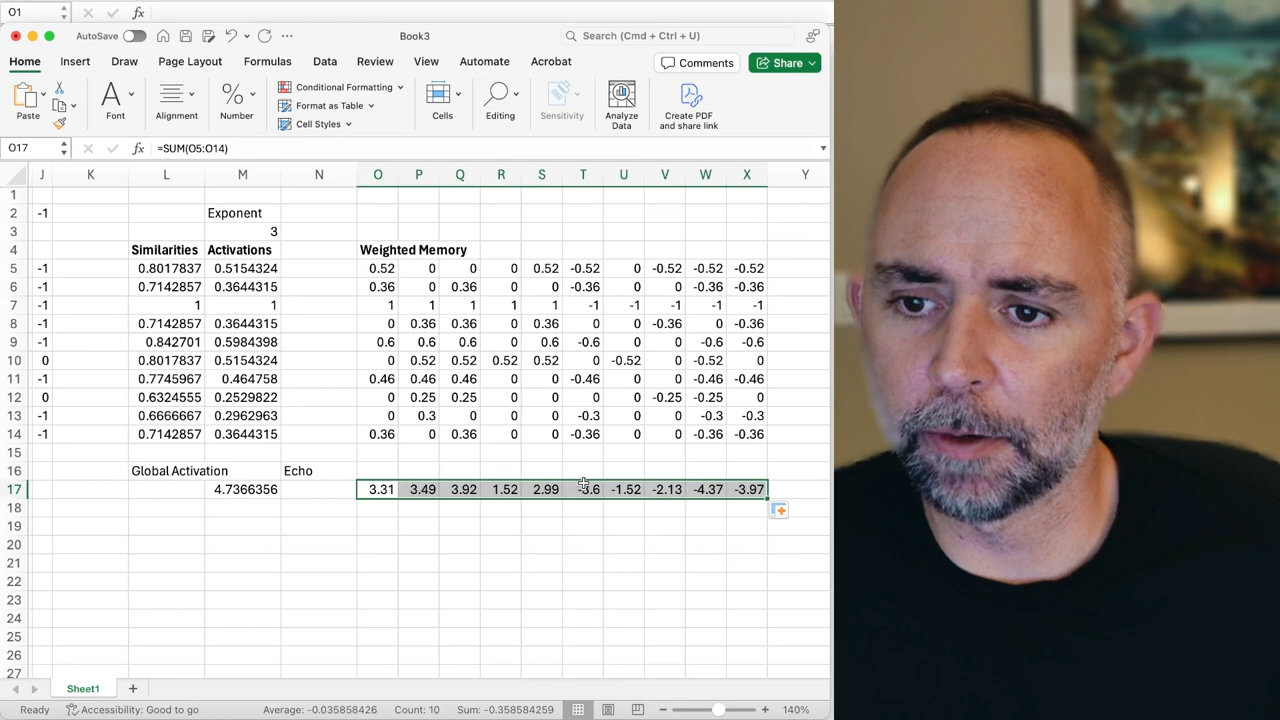 O1 fx
AutoSave Book3 Search (Cmd + Ctrl + U)
Home Insert Draw Page Layout Formulas Data Review View Automate Acrobat Comments Share
Paste Font Alignment Number Conditional Formatting Format as Table Cell Styles Cells Editing Sensitivity Analyze Data Create PDF and share link
O17 fx =SUM(O5:O14)
J K L M N O P Q R S T U V W X Y
1
2 -1 Exponent
3 3
4 Similarities Activations Weighted Memory
5 -1 0.8017837 0.5154324 0.52 0 0 0 0.52 -0.52 0 -0.52 -0.52 -0.52
6 -1 0.7142857 0.3644315 0.36 0 0.36 0 0 -0.36 0 0 -0.36 -0.36
7 -1 1 1 1 1 1 1 1 -1 -1 -1 -1 -1
8 -1 0.7142857 0.3644315 0 0.36 0.36 0 0.36 0 0 -0.36 0 -0.36
9 -1 0.842701 0.5984398 0.6 0.6 0.6 0 0.6 -0.6 0 0 -0.6 -0.6
10 0 0.8017837 0.5154324 0 0.52 0.52 0.52 0.52 0 -0.52 0 -0.52 0
11 -1 0.7745967 0.464758 0.46 0.46 0.46 0 0 -0.46 0 0 -0.46 -0.46
12 0 0.6324555 0.2529822 0 0.25 0.25 0 0 0 0 -0.25 -0.25 0
13 -1 0.6666667 0.2962963 0 0.3 0 0 0 -0.3 0 0 -0.3 -0.3
14 -1 0.7142857 0.3644315 0.36 0 0.36 0 0 -0.36 0 0 -0.36 -0.36
15
16 Global Activation Echo
17 4.7366356 3.31 3.49 3.92 1.52 2.99 -3.6 -1.52 -2.13 -4.37 -3.97
18
19
20
21
22
23
24
25
26
27
Sheet1
Ready Accessibility: Good to go Average: -0.035858426 Count: 10 Sum: -0.358584259 140%